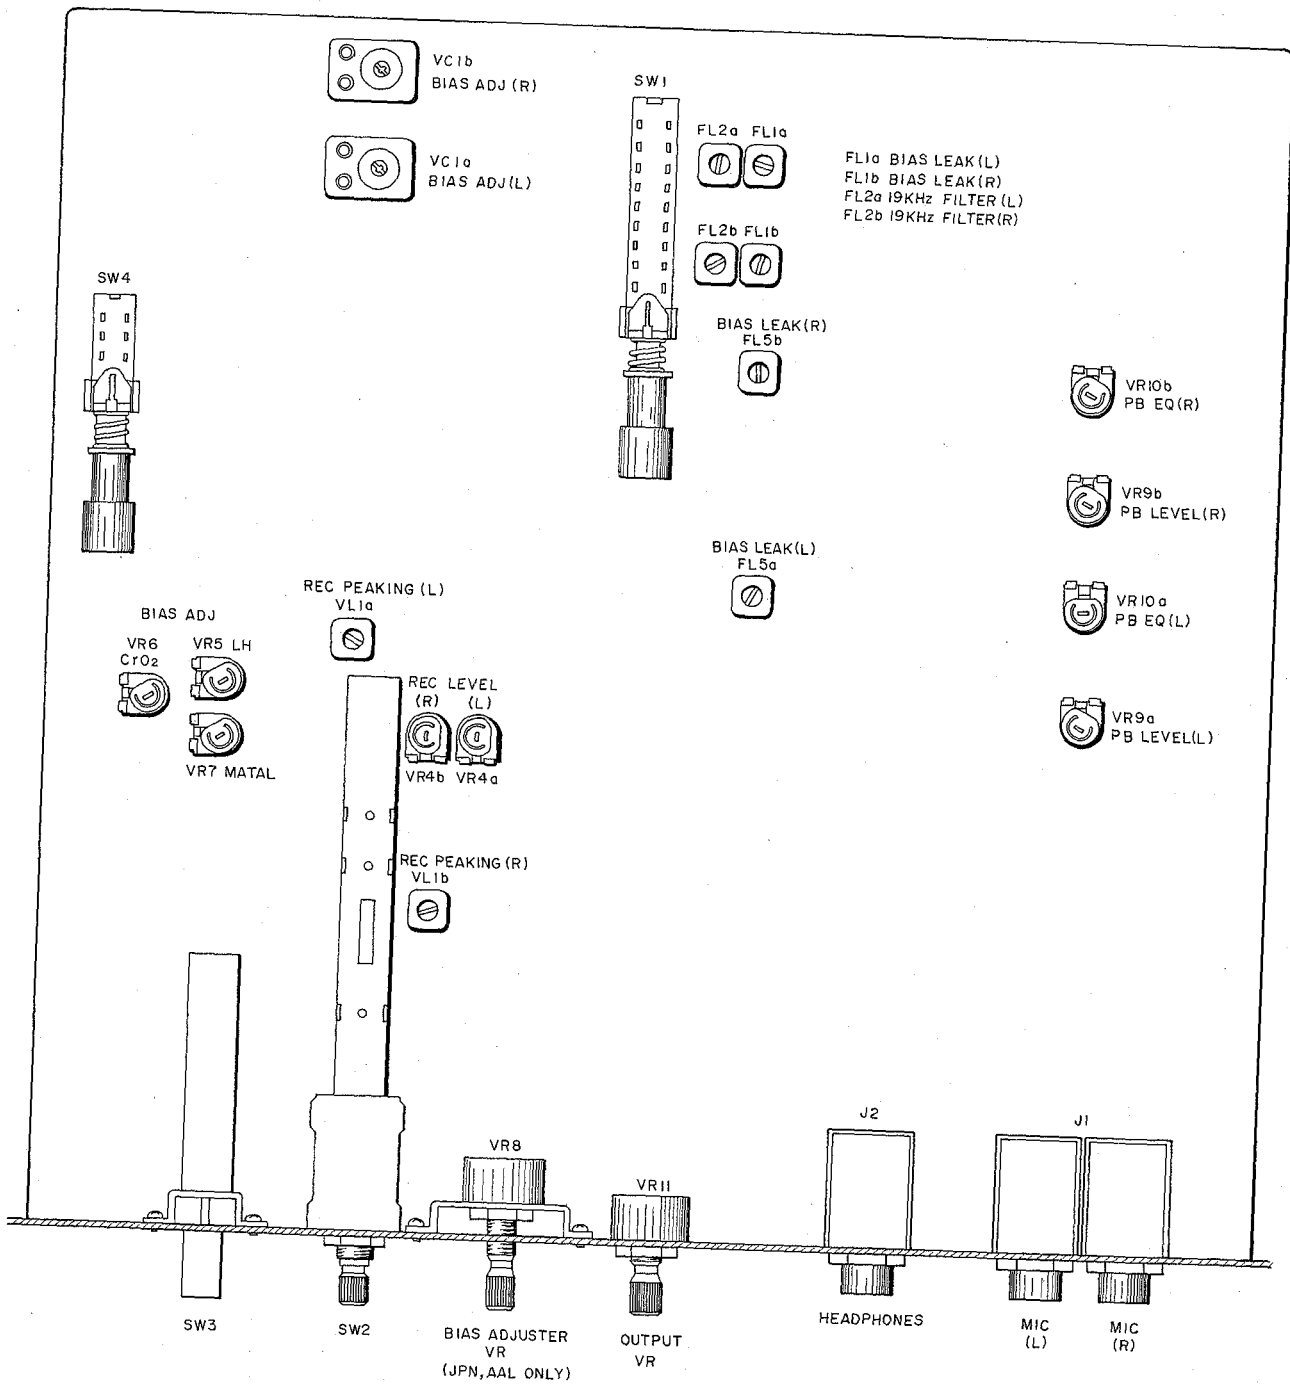 VC1b
BIAS ADJ (R)
SW1
VC1a
BIAS ADJ(L)
FL2a FL1a
FL1a BIAS LEAK(L)
FL1b BIAS LEAK(R)
FL2a 19KHz FILTER(L)
FL2b 19KHz FILTER(R)
FL2b FL1b
SW4
BIAS LEAK(R)
FL5b
VR10b
PB EQ(R)
VR9b
PB LEVEL(R)
BIAS LEAK(L)
FL5a
REC PEAKING (L)
VL1a
VR10a
PB EQ(L)
BIAS ADJ
VR6
CrO2
VR5 LH
REC LEVEL
(R) (L)
VR9a
PB LEVEL(L)
VR7 MATAL
VR4b VR4a
REC PEAKING (R)
VL1b
J2
J1
VR8
VR11
SW3
SW2
BIAS ADJUSTER
VR
(JPN,AAL ONLY)
OUTPUT
VR
HEADPHONES
MIC
(L)
MIC
(R)